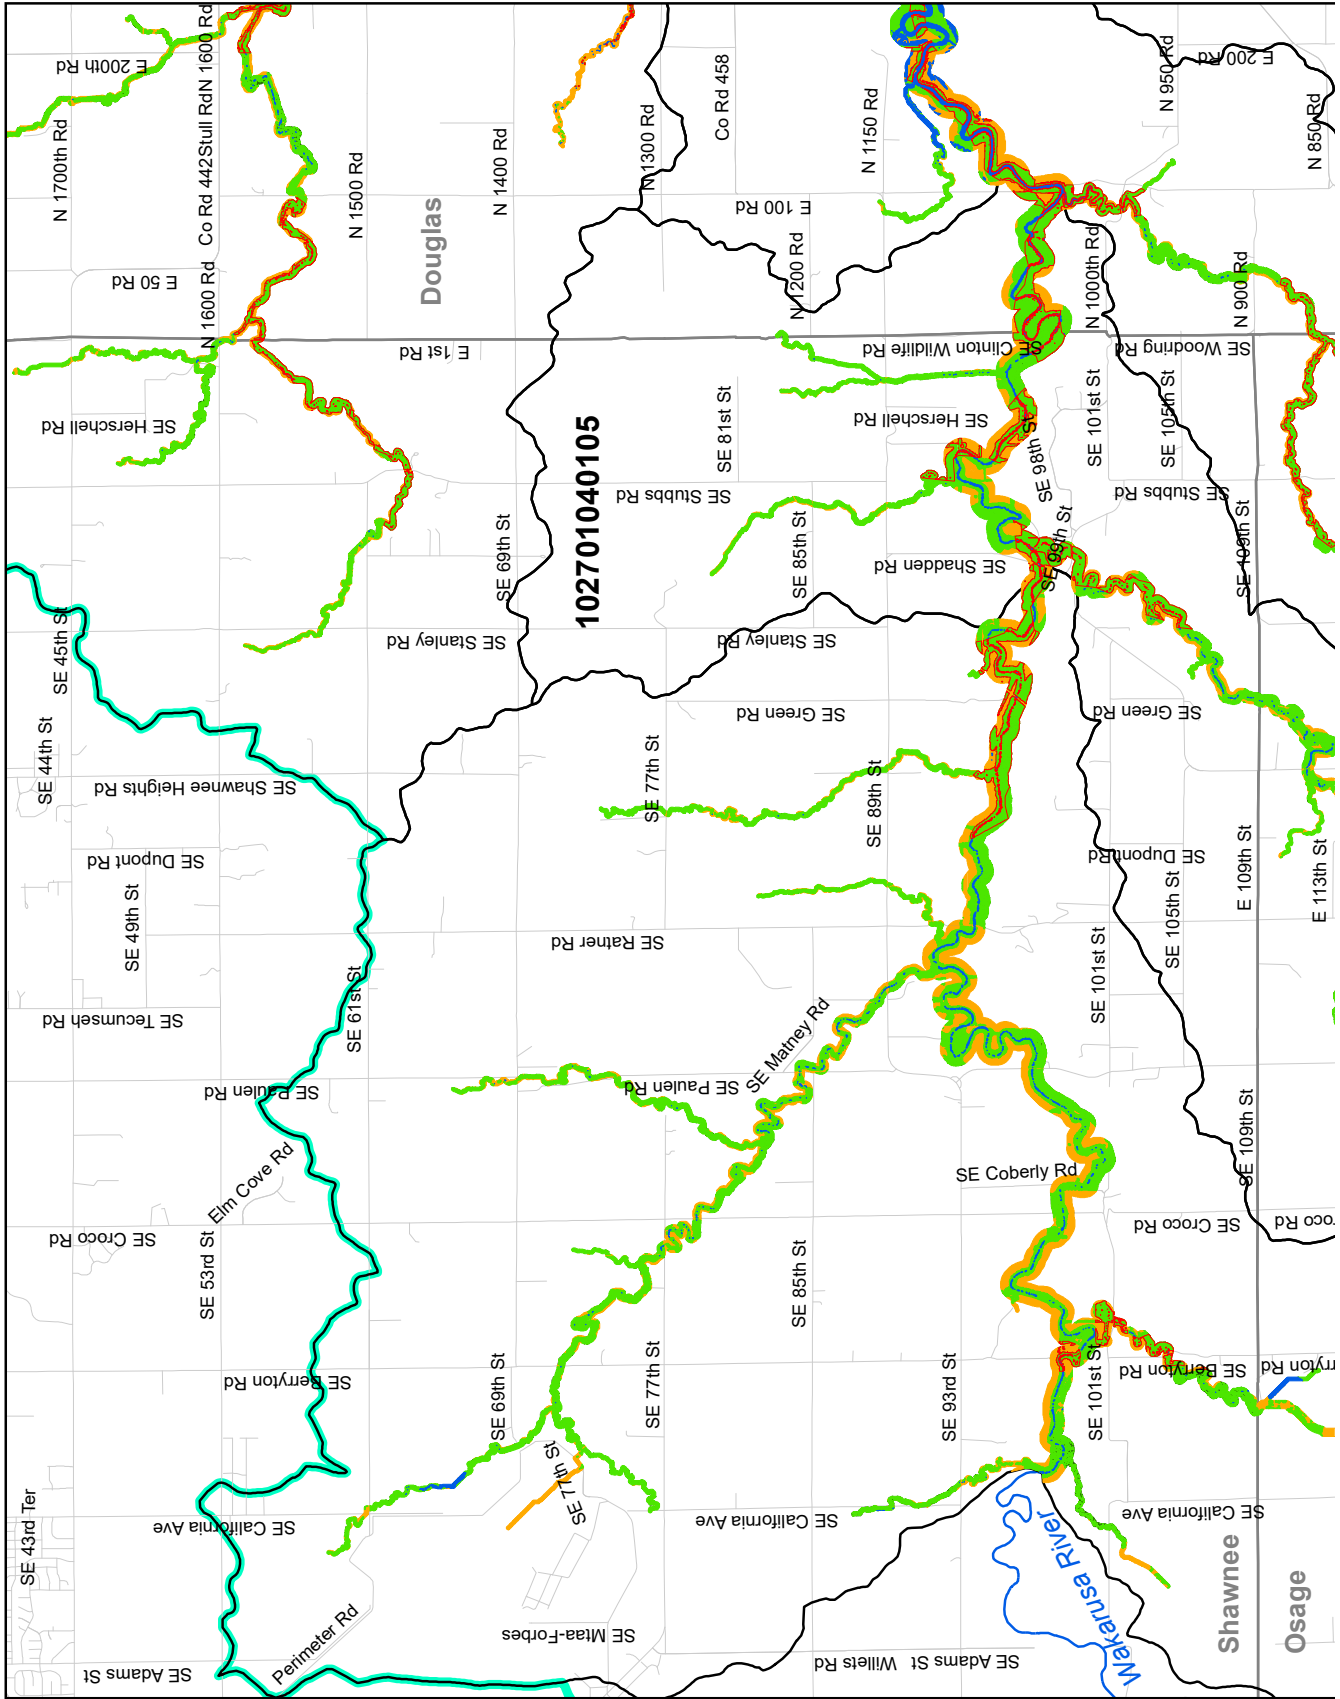 E 200th Rd
N 1600 Rd
N 1700th Rd
Co Rd 442
Stull Rd
N 1500 Rd
N 1400 Rd
N 1300 Rd
Co Rd 458
N 1150 Rd
N 950 Rd
E 200 Rd
N 850 Rd
E 100 Rd
E 50 Rd
N 1600 Rd
Douglas
N 1200 Rd
N 1000th Rd
N 900 Rd
E 1st Rd
SE Clinton Wildlife Rd
SE Woodring Rd
SE Herschell Rd
102701040105
SE 81st St
SE Herschell Rd
SE 98th St
SE 101st St
SE 105th St
SE Stubbs Rd
SE Stubbs Rd
SE 69th St
SE 85th St
SE Shadden Rd
SE 99th St
SE 109th St
SE 45th St
SE Stanley Rd
SE Stanley Rd
SE 44th St
SE Green Rd
SE Green Rd
SE Shawnee Heights Rd
SE 77th St
SE 89th St
SE Dupont Rd
SE Dupont Rd
SE 49th St
E 109th St
E 113th St
SE Ratner Rd
SE 105th St
SE 101st St
SE 61st St
SE Tecumseh Rd
SE Matney Rd
SE Paulen Rd
SE Paulen Rd
Elm Cove Rd
SE Coberly Rd
SE 109th St
SE Croco Rd
SE 53rd St
SE 85th St
SE Croco Rd
oco Rd
SE Berryton Rd
SE 69th St
SE 77th St
SE 93rd St
SE 101st St
SE Berryton Rd
ryton Rd
SE 77th St
SE 43rd Ter
SE California Ave
SE California Ave
SE California Ave
Wakarusa River
Shawnee
Osage
Perimeter Rd
SE Mtaa-Forbes
SE Adams St
Willets Rd
SE Adams St